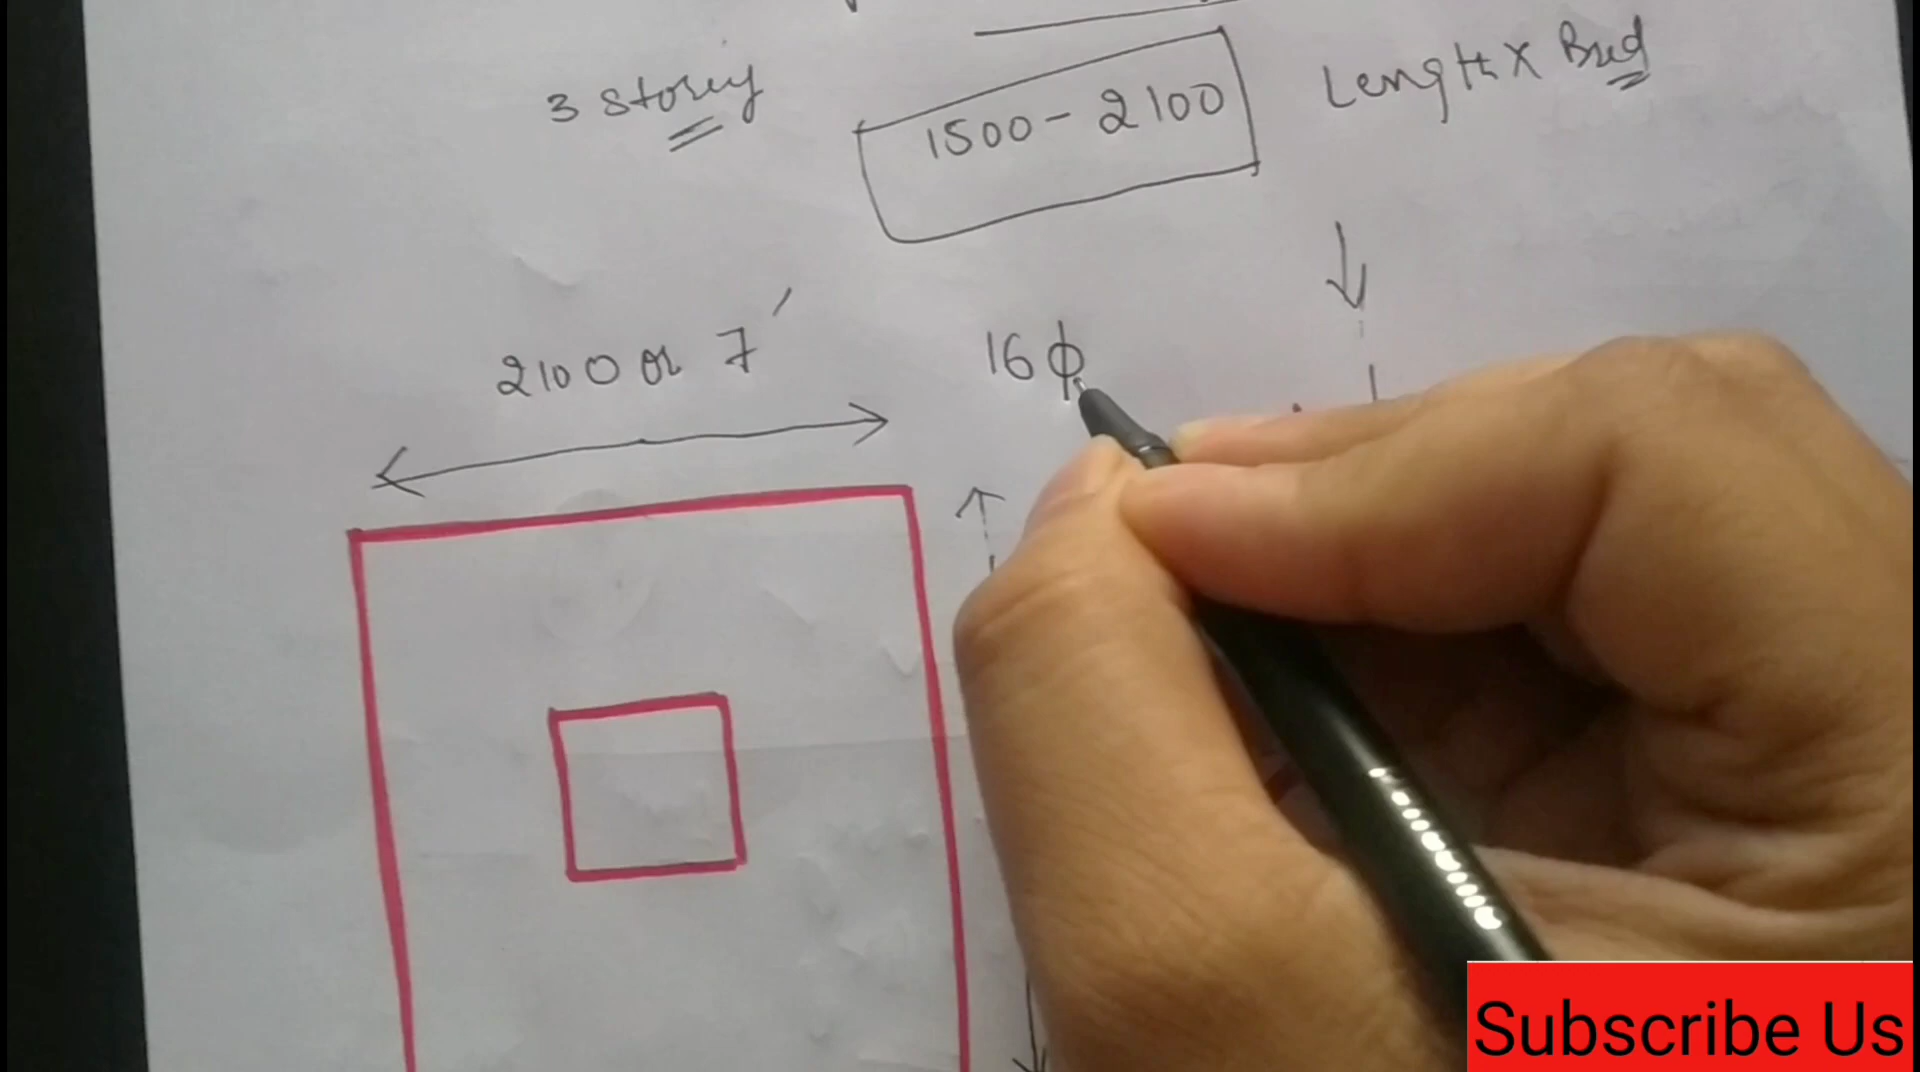 3 Storey
1500 - 2100
Length X Bred
2100 or 7'
16 ϕ
Subscribe Us